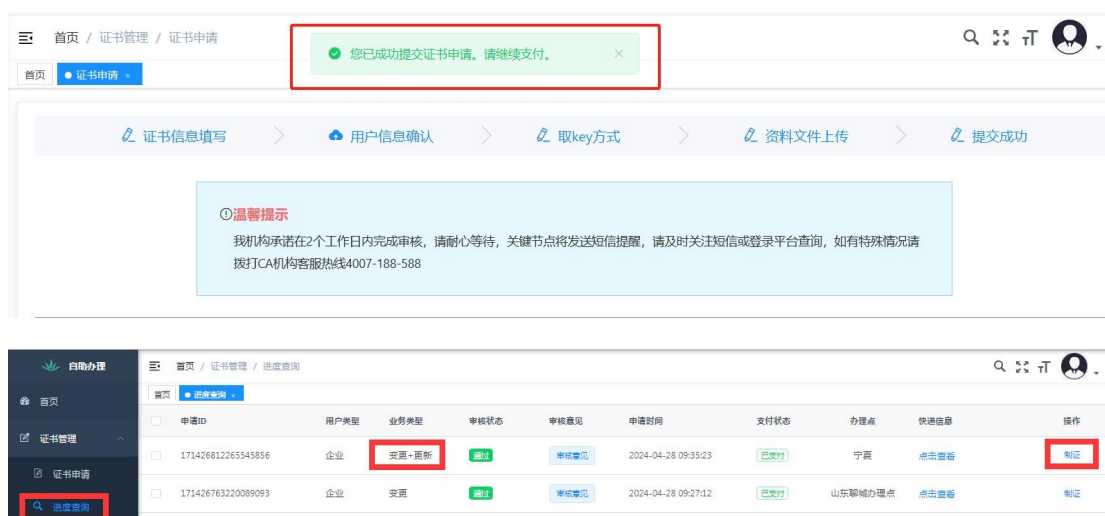 首页 / 证书管理 / 证书申请
您已成功提交证书申请。请继续支付。
首页 证书申请 ×
证书信息填写 用户信息确认 取key方式 资料文件上传 提交成功
温馨提示
我机构承诺在2个工作日内完成审核，请耐心等待，关键节点将发送短信提醒，请及时关注短信或登录平台查询，如有特殊情况请
拨打CA机构客服热线4007-188-588
自助办理 首页 / 证书管理 / 进度查询
首页 首页 进度查询 ×
申请ID 用户类型 业务类型 审核状态 审核意见 申请时间 支付状态 办理点 快递信息 操作
证书管理
171426812265545856 企业 变更+更新 通过 审核意见 2024-04-28 09:35:23 已支付 宁夏 点击查看 制证
证书申请
171426763220089093 企业 变更 通过 审核意见 2024-04-28 09:27:12 已支付 山东聊城办理点 点击查看 制证
进度查询